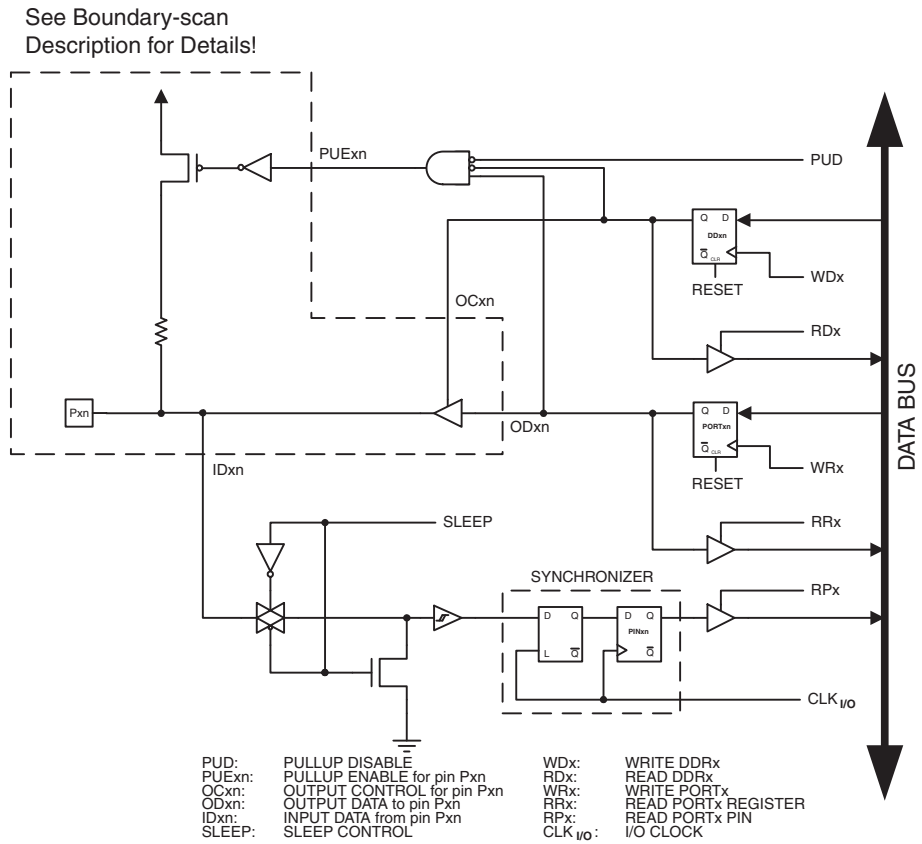 See Boundary-scan
Description for Details!
PUExn
PUD
Q D
DDxn
Q CLR
WDx
RESET
OCxn
RDx
Pxn
ODxn
Q D
PORTxn
Q CLR
WRx
RESET
IDxn
SLEEP
RRx
SYNCHRONIZER
RPx
D Q
L Q
D Q
PINxn
Q
CLK I/O
DATA BUS
PUD: PULLUP DISABLE
PUExn: PULLUP ENABLE for pin Pxn
OCxn: OUTPUT CONTROL for pin Pxn
ODxn: OUTPUT DATA to pin Pxn
IDxn: INPUT DATA from pin Pxn
SLEEP: SLEEP CONTROL
WDx: WRITE DDRx
RDx: READ DDRx
WRx: WRITE PORTx
RRx: READ PORTx REGISTER
RPx: READ PORTx PIN
CLK I/O: I/O CLOCK